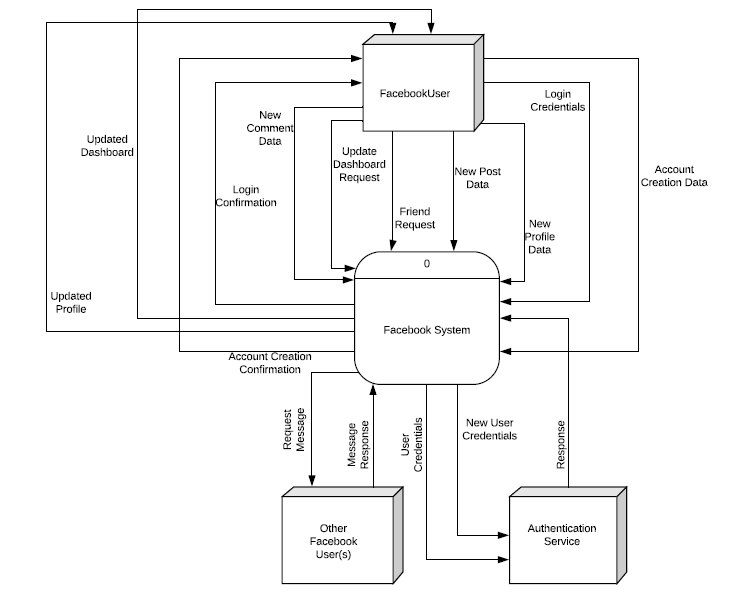 FacebookUser
Login
Credentials
New
Comment
Data
Updated
Dashboard
Update
Dashboard
Request
New Post
Data
Account
Creation Data
Login
Confirmation
Friend
Request
New
Profile
Data
0
Updated
Profile
Facebook System
Account Creation
Confirmation
Request
Message
Message
Response
User
Credentials
New User
Credentials
Response
Other
Facebook
User(s)
Authentication
Service